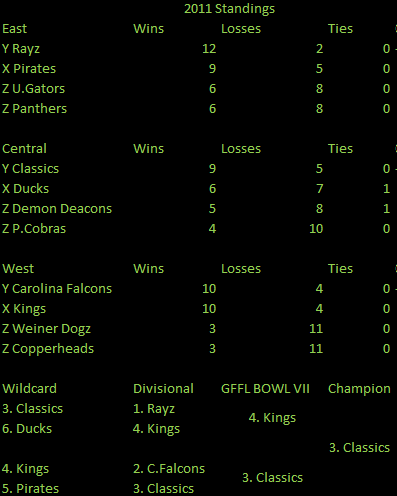 2011 Standings
East Wins Losses Ties
Y Rayz 12 2 0
X Pirates 9 5 0
Z U.Gators 6 8 0
Z Panthers 6 8 0
Central Wins Losses Ties
Y Classics 9 5 0
X Ducks 6 7 1
Z Demon Deacons 5 8 1
Z P.Cobras 4 10 0
West Wins Losses Ties
Y Carolina Falcons 10 4 0
X Kings 10 4 0
Z Weiner Dogz 3 11 0
Z Copperheads 3 11 0
Wildcard Divisional GFFL BOWL VII Champion
3. Classics 1. Rayz
4. Kings
6. Ducks 4. Kings
3. Classics
4. Kings 2. C.Falcons
3. Classics
5. Pirates 3. Classics